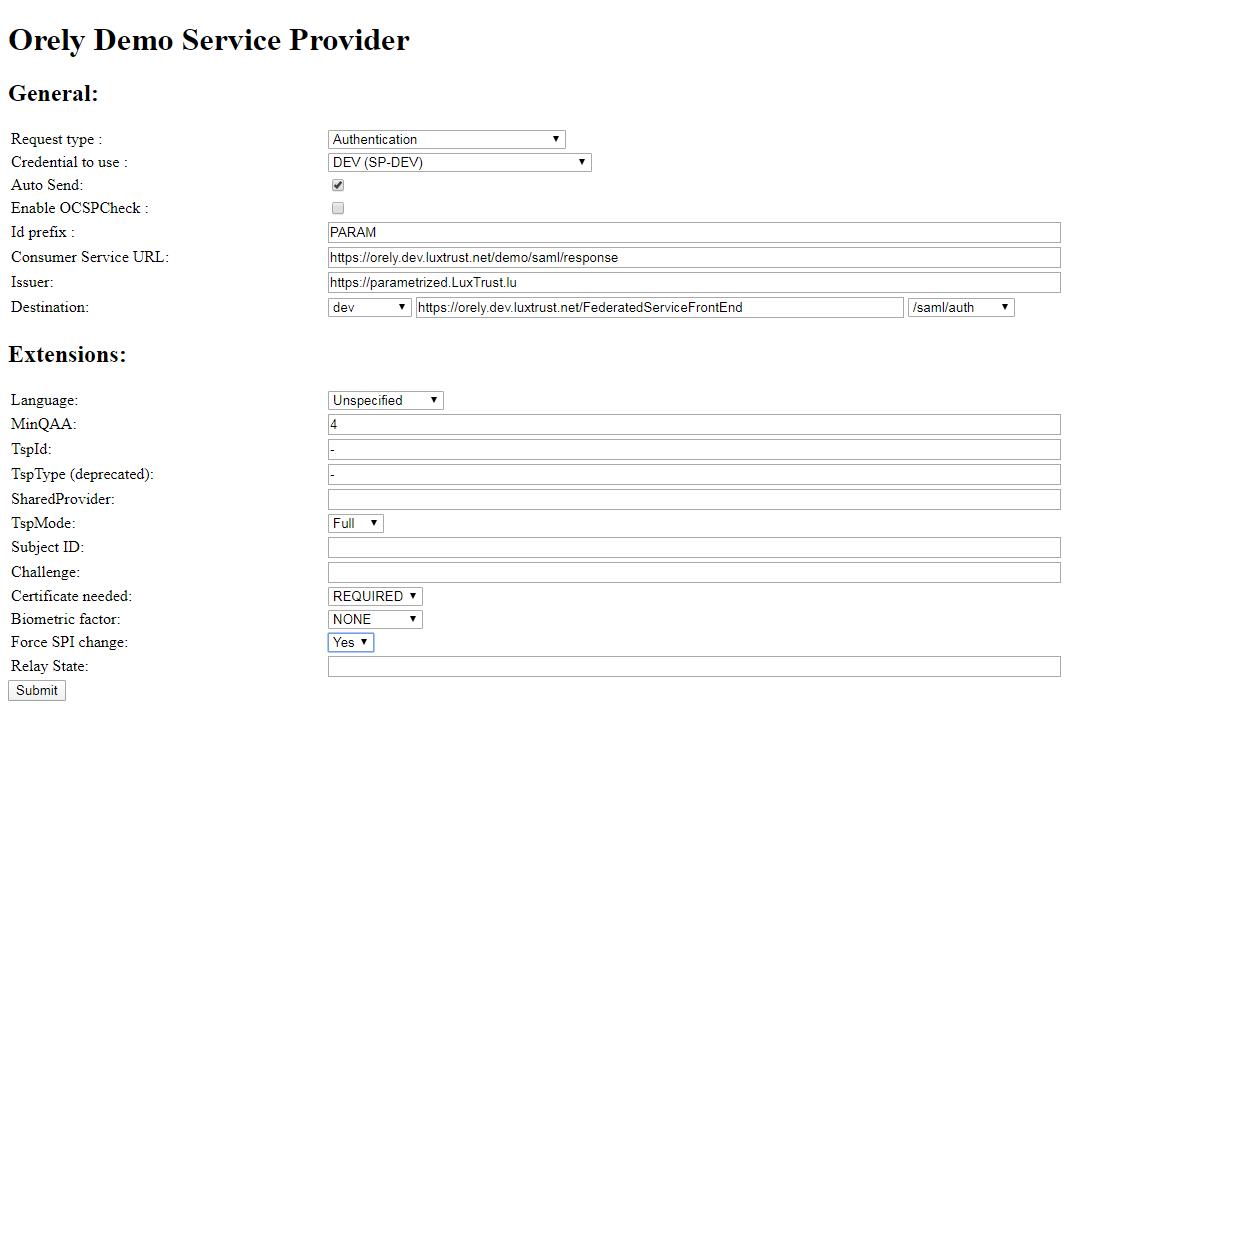 Orely Demo Service Provider
General:
Request type : Authentication
Credential to use : DEV (SP-DEV)
Auto Send:
Enable OCSPCheck :
Id prefix : PARAM
Consumer Service URL: https://orely.dev.luxtrust.net/demo/saml/response
Issuer: https://parametrized.LuxTrust.lu
Destination: dev https://orely.dev.luxtrust.net/FederatedServiceFrontEnd /saml/auth
Extensions:
Language: Unspecified
MinQAA: 4
TspId: -
TspType (deprecated): -
SharedProvider:
TspMode: Full
Subject ID:
Challenge:
Certificate needed: REQUIRED
Biometric factor: NONE
Force SPI change: Yes
Relay State:
Submit